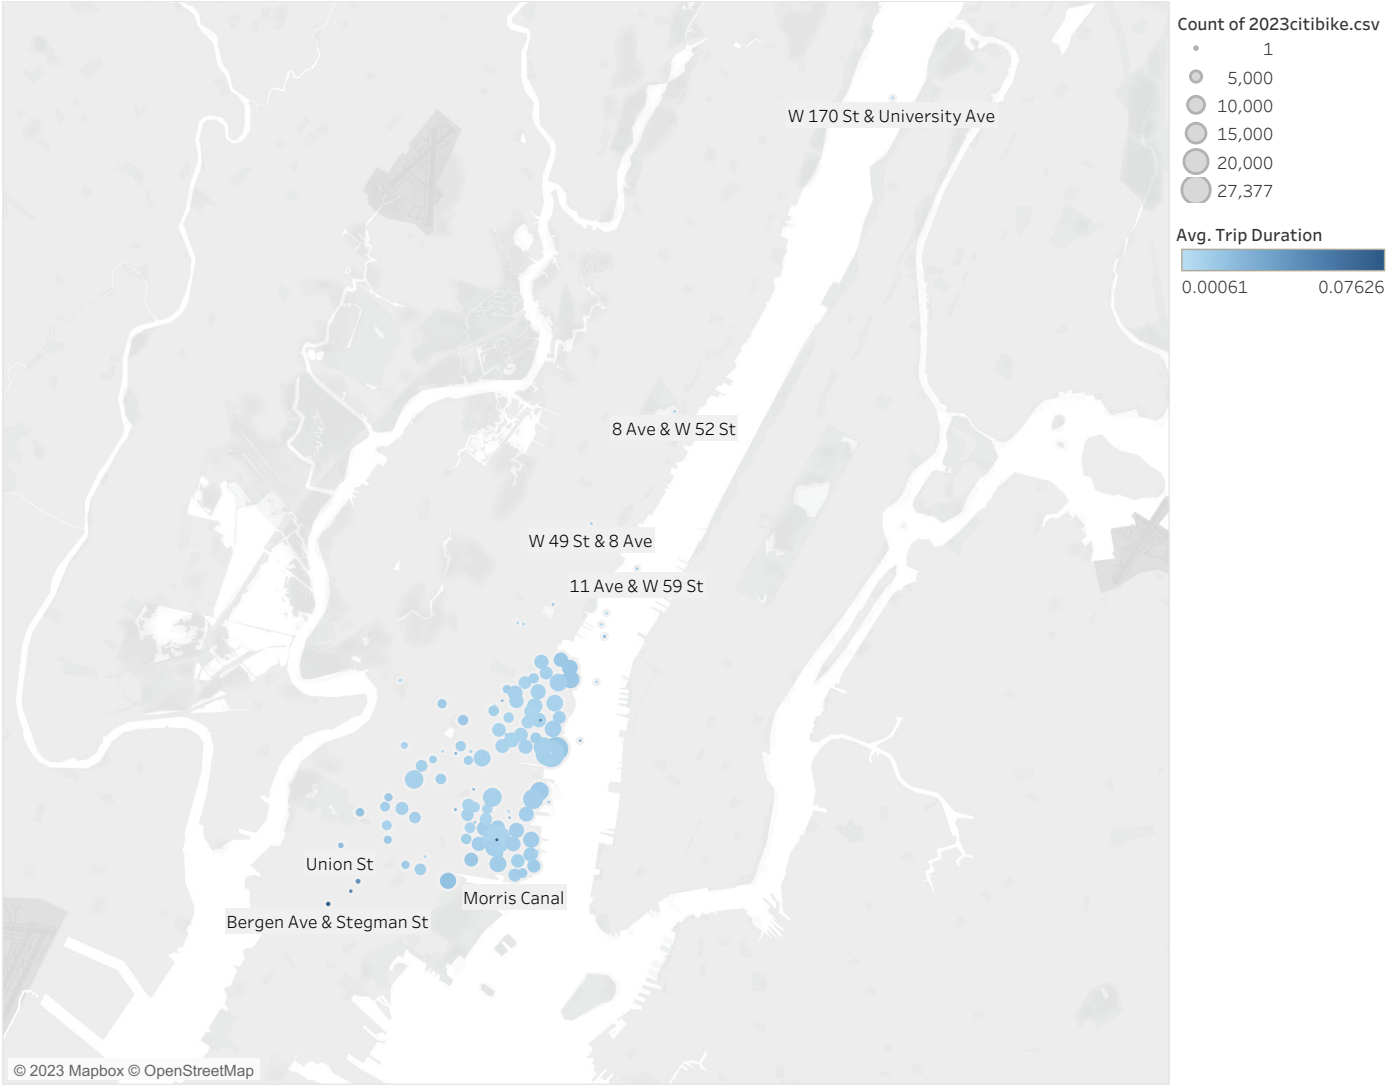 Count of 2023citibike.csv
1
5,000
10,000
15,000
20,000
27,377
Avg. Trip Duration
0.00061 0.07626
W 170 St & University Ave
8 Ave & W 52 St
W 49 St & 8 Ave
11 Ave & W 59 St
Union St
Morris Canal
Bergen Ave & Stegman St
© 2023 Mapbox © OpenStreetMap